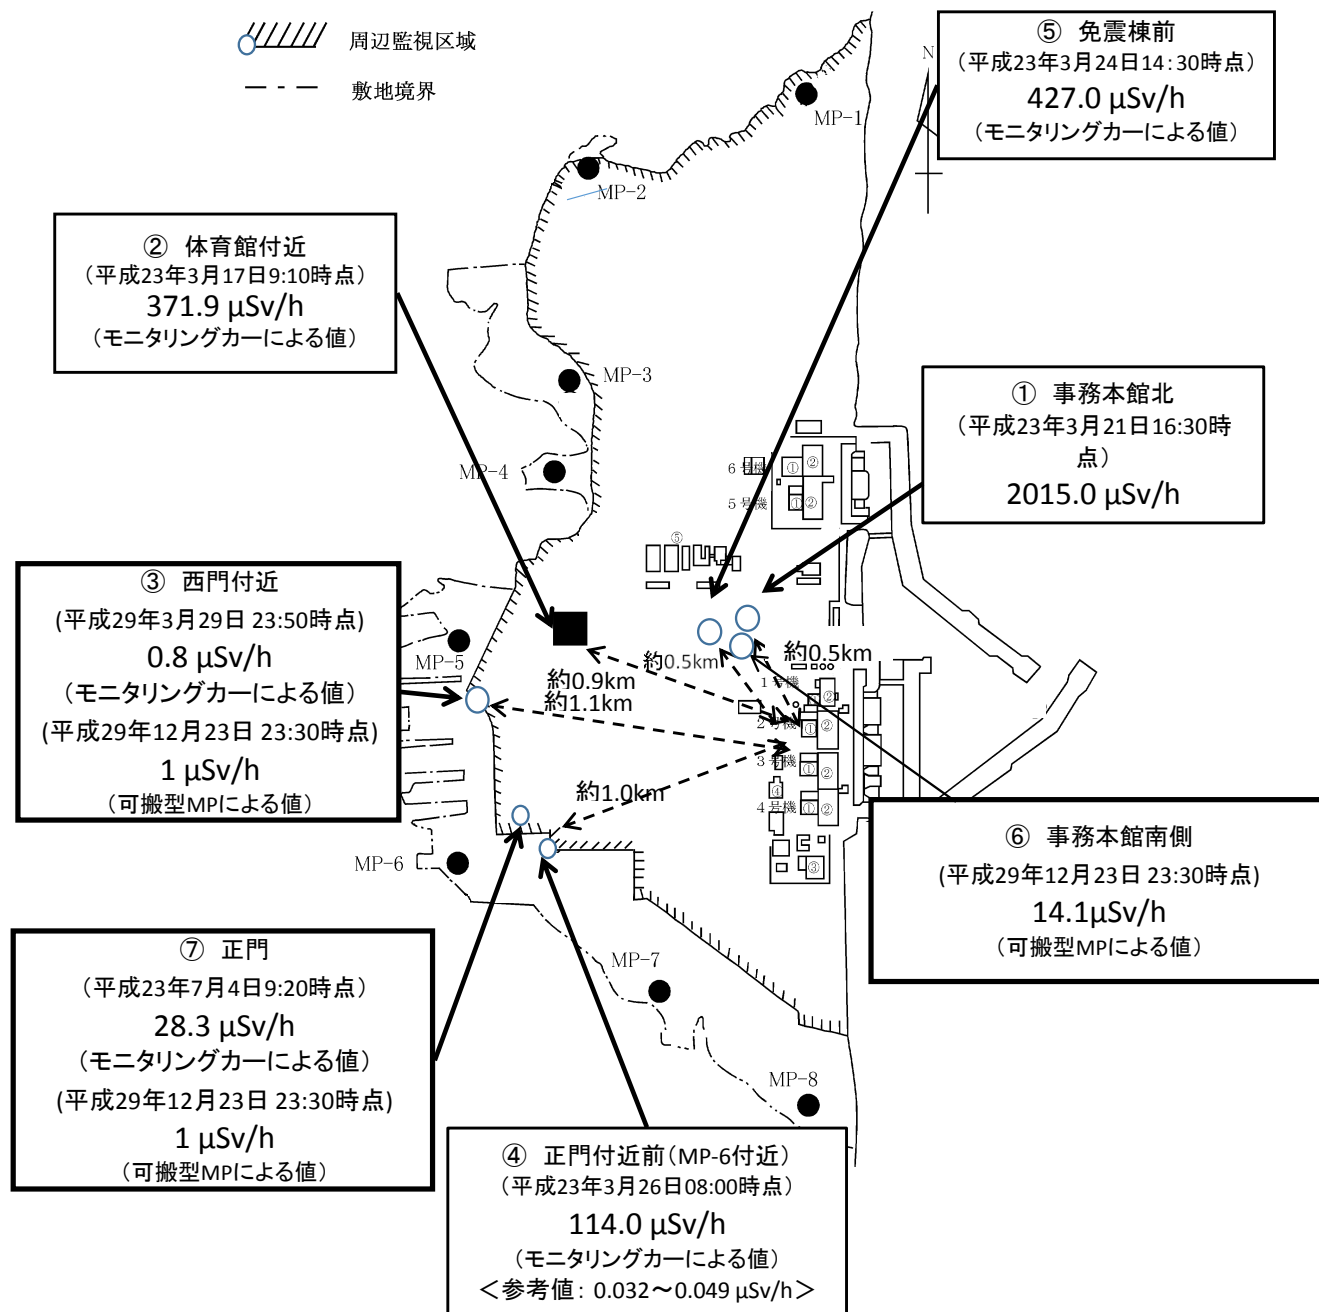 周辺監視区域
敷地境界
⑤ 免震棟前
（平成23年3月24日14:30時点）
427.0 μSv/h
（モニタリングカーによる値）
N
MP-1
MP-2
② 体育館付近
（平成23年3月17日9:10時点）
371.9 μSv/h
（モニタリングカーによる値）
MP-3
① 事務本館北
（平成23年3月21日16:30時
点）
2015.0 μSv/h
MP-4
6号機
①
②
5号機
①
②
⑤
③ 西門付近
(平成29年3月29日 23:50時点)
0.8 μSv/h
（モニタリングカーによる値）
(平成29年12月23日 23:30時点)
1 μSv/h
（可搬型MPによる値）
MP-5
約0.5km
約0.5km
約0.9km
約1.1km
1号機
②
2号機
①
②
3号機
①
②
④
4号機
①
②
③
約1.0km
MP-6
⑥ 事務本館南側
(平成29年12月23日 23:30時点)
14.1μSv/h
（可搬型MPによる値）
⑦ 正門
（平成23年7月4日9:20時点）
28.3 μSv/h
（モニタリングカーによる値）
(平成29年12月23日 23:30時点)
1 μSv/h
（可搬型MPによる値）
MP-7
MP-8
④ 正門付近前（MP-6付近）
（平成23年3月26日08:00時点）
114.0 μSv/h
（モニタリングカーによる値）
＜参考値: 0.032～0.049 μSv/h＞